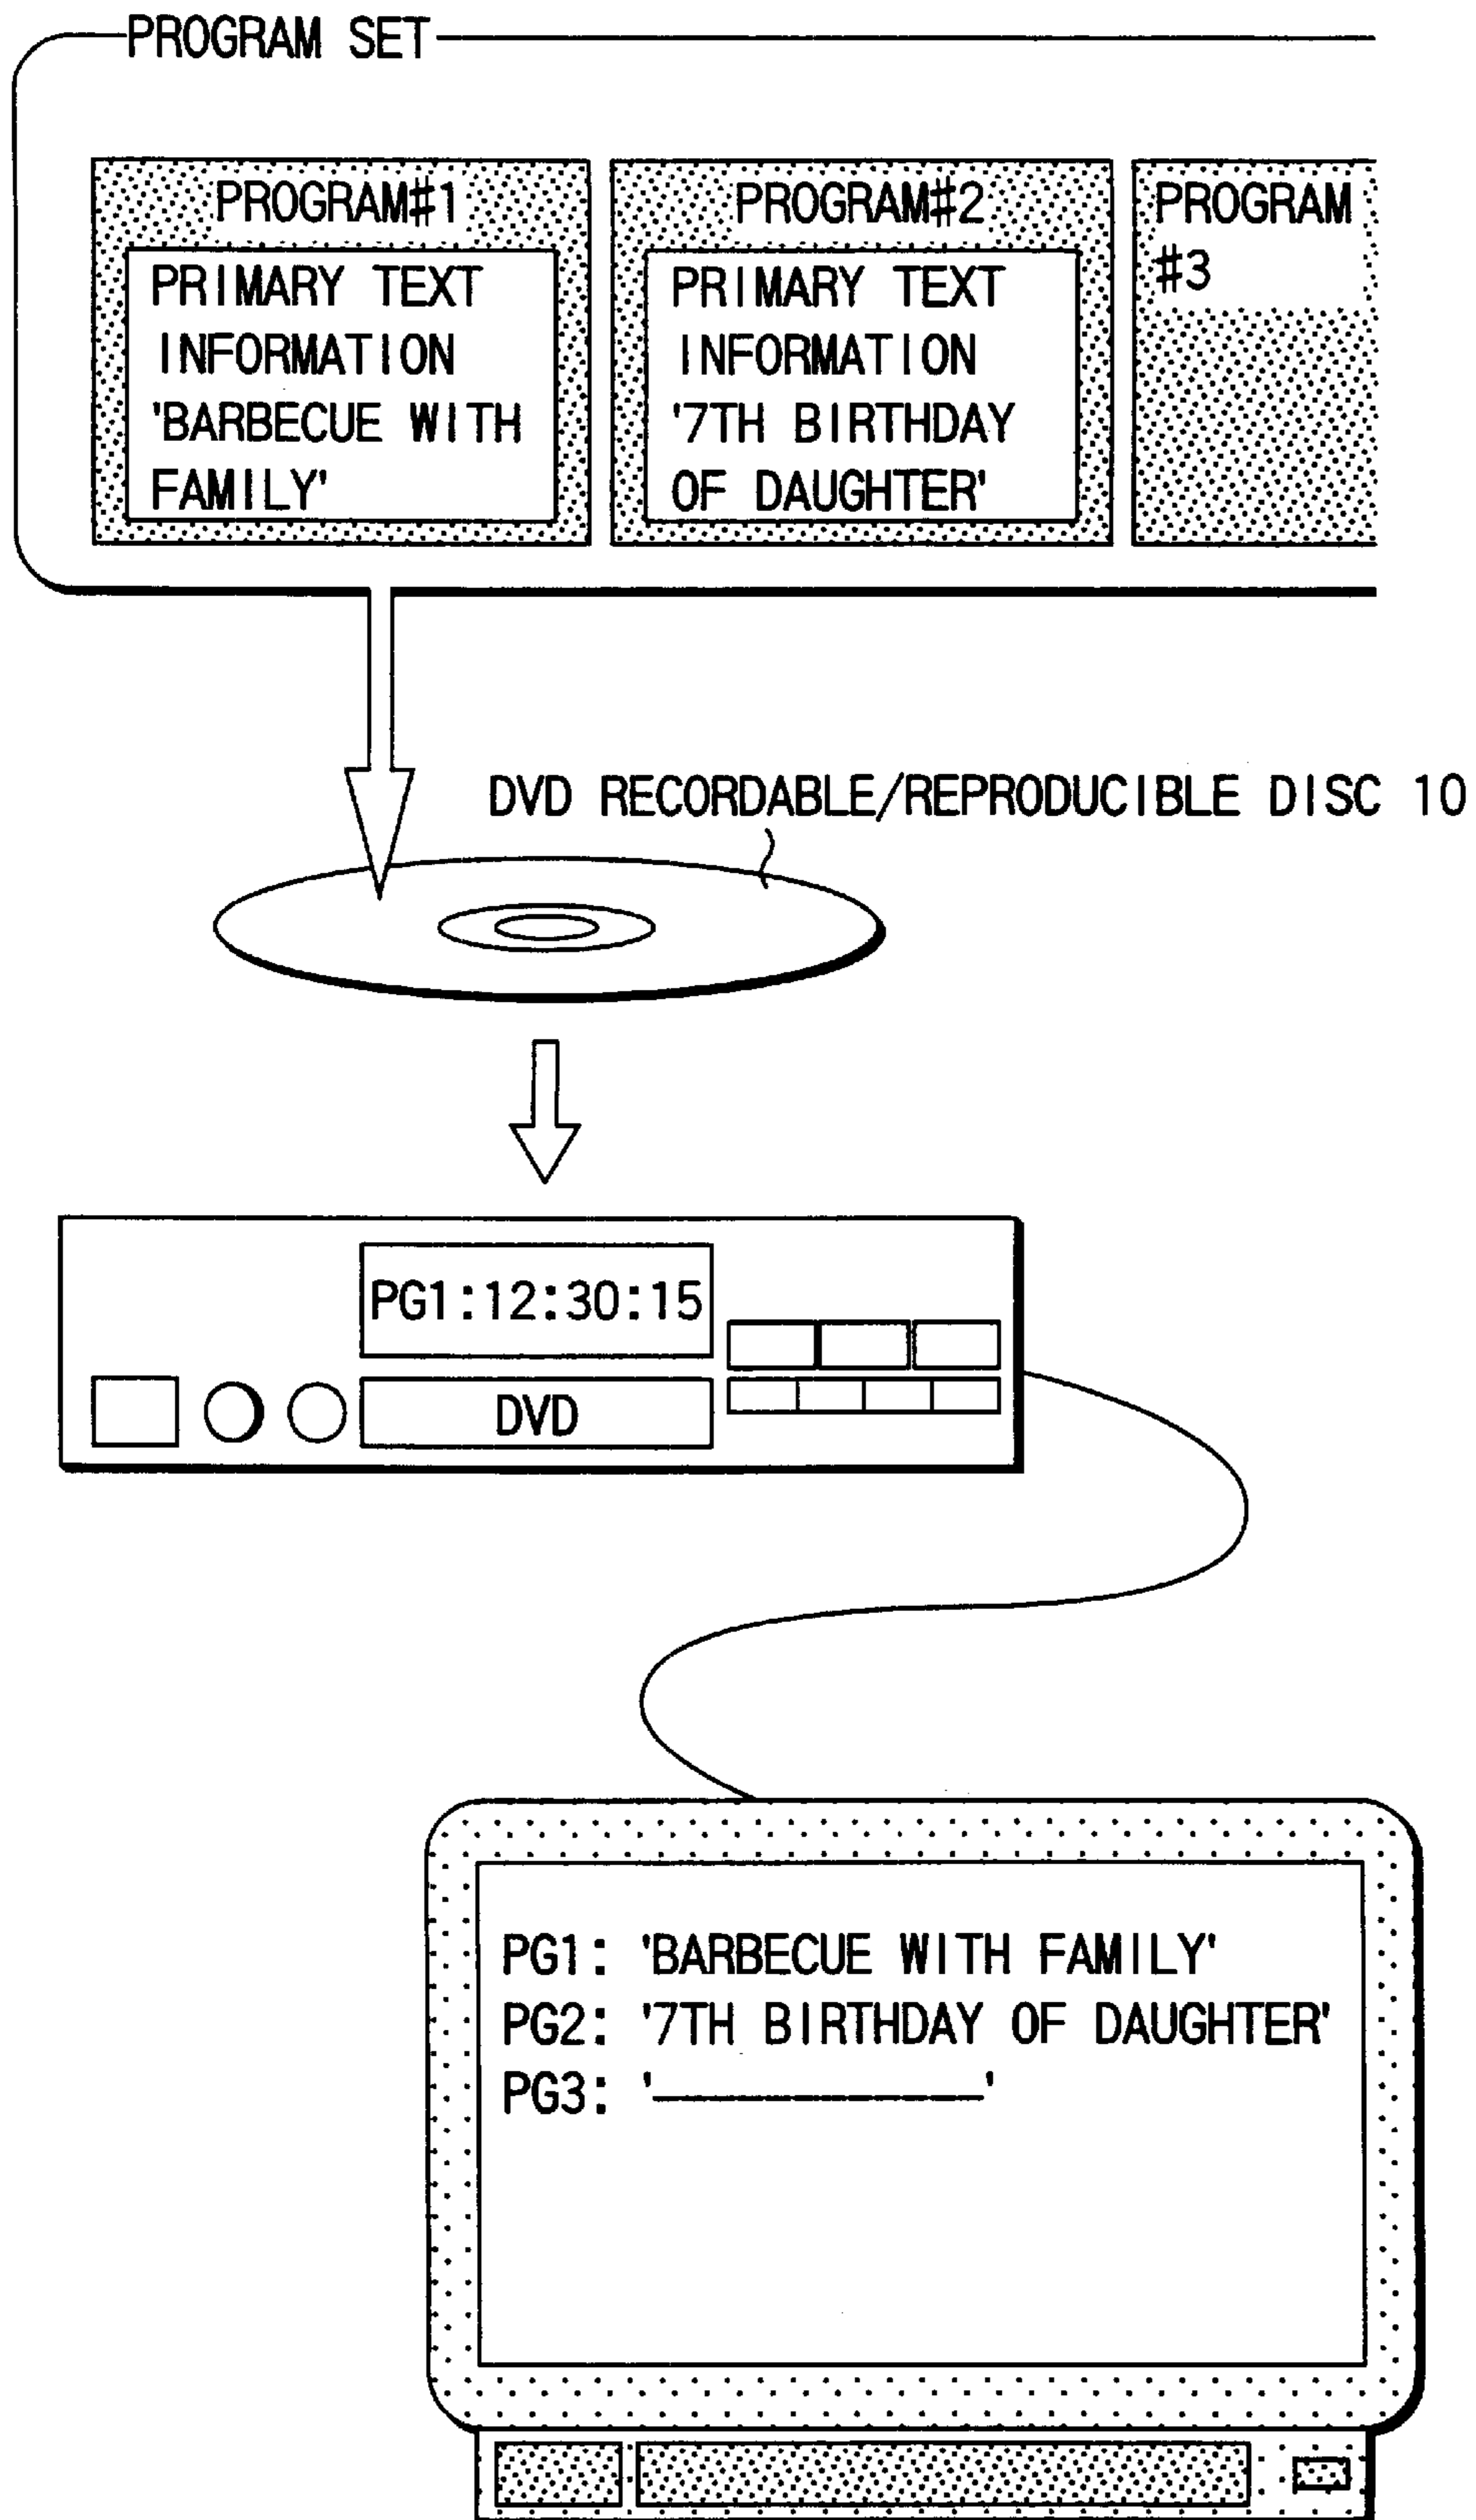 PROGRAM SET
PROGRAM#1
PRIMARY TEXT
INFORMATION
'BARBECUE WITH
FAMILY'
PROGRAM#2
PRIMARY TEXT
INFORMATION
'7TH BIRTHDAY
OF DAUGHTER'
PROGRAM
#3
DVD RECORDABLE/REPRODUCIBLE DISC 10
PG1:12:30:15
DVD
PG1: 'BARBECUE WITH FAMILY'
PG2: '7TH BIRTHDAY OF DAUGHTER'
PG3: '                '